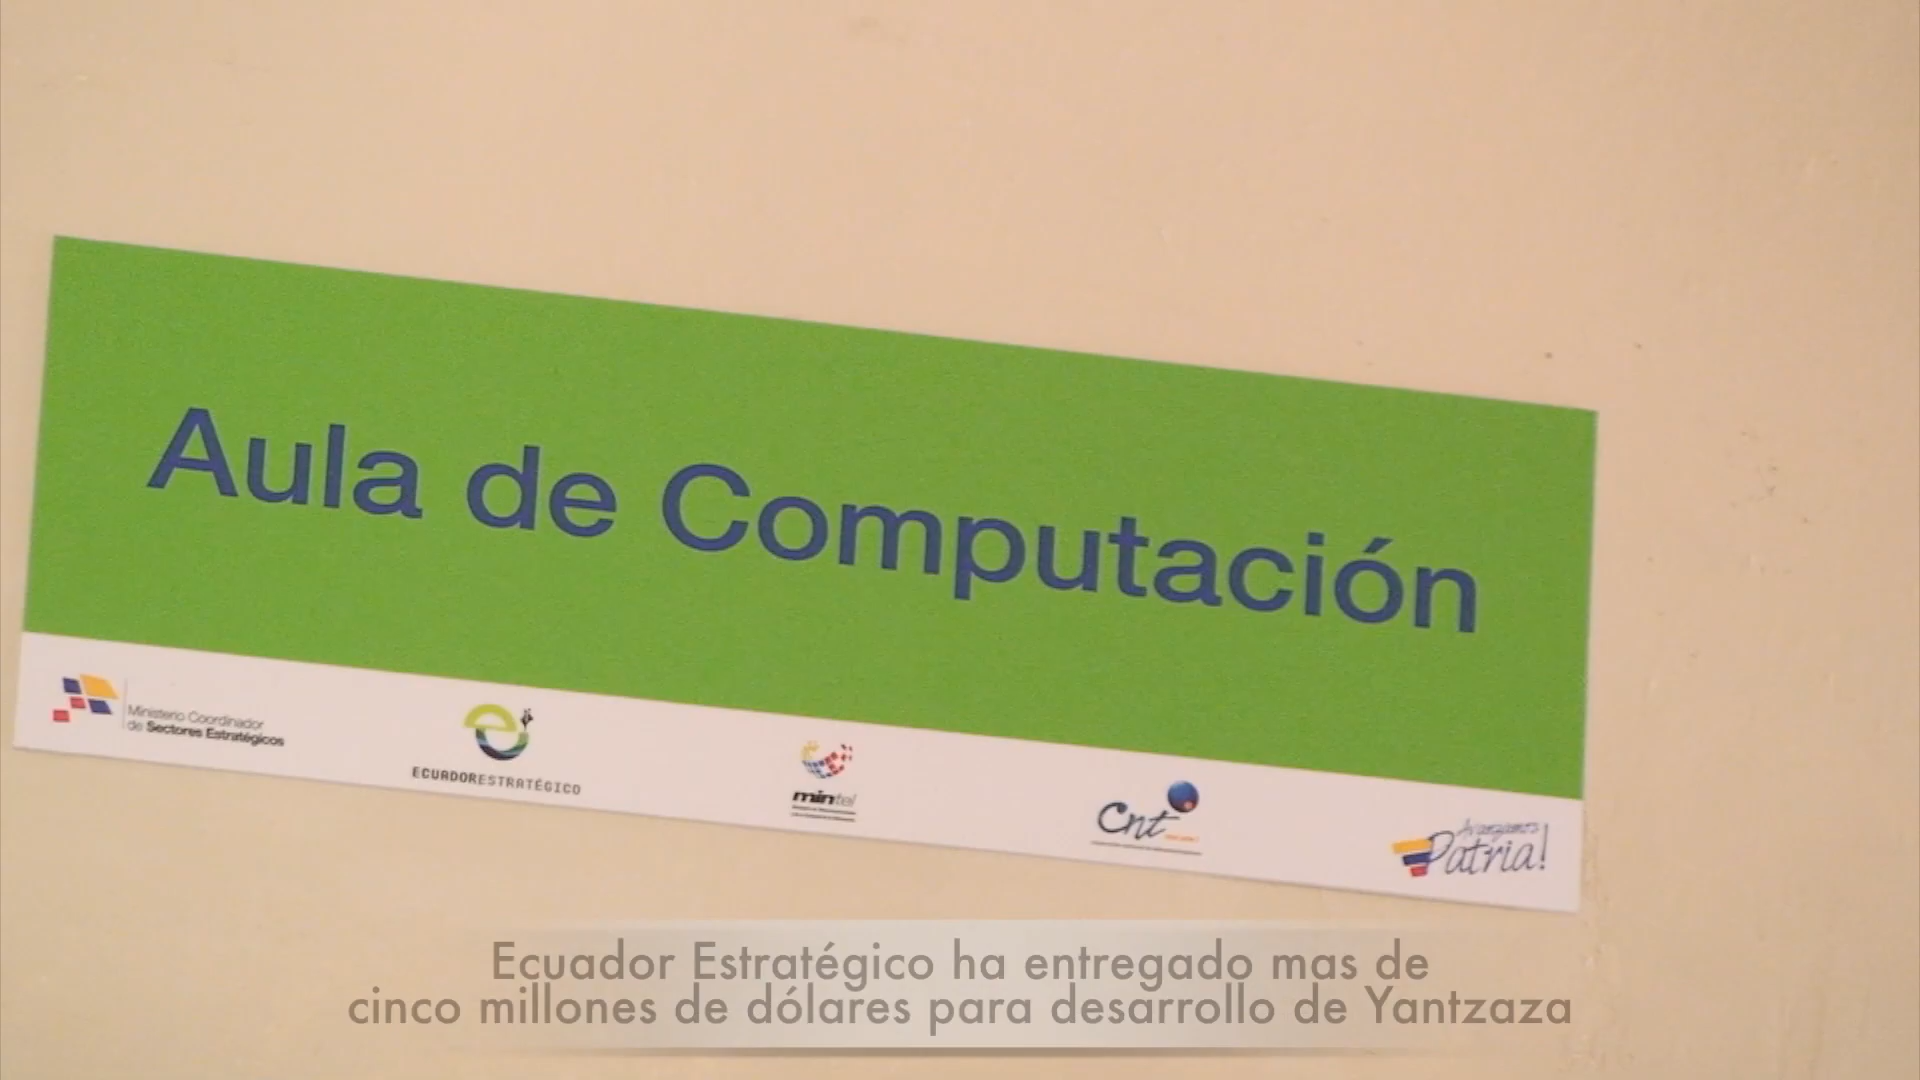 Aula de Computación
Ministerio Coordinador
de Sectores Estratégicos
ECUADORESTRATÉGICO
mintel
Cnt
Avanzamos
Patria!
Ecuador Estratégico ha entregado mas de
cinco millones de dólares para desarrollo de Yantzaza